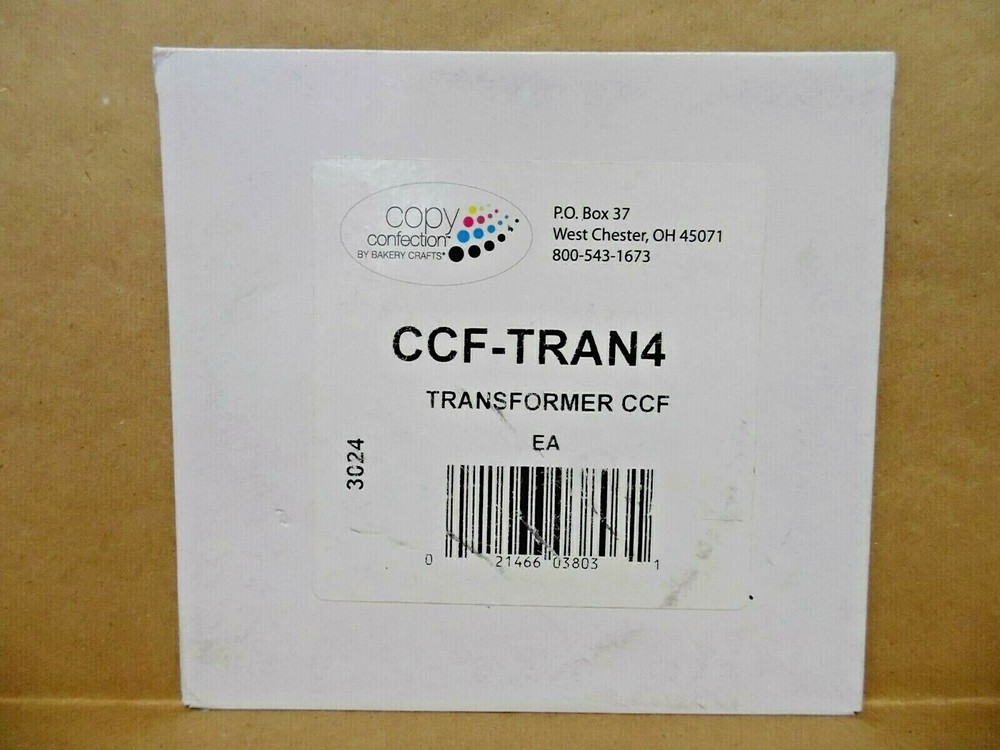 copy
confection™
BY BAKERY CRAFTS®
P.O. Box 37
West Chester, OH 45071
800-543-1673
CCF-TRAN4
TRANSFORMER CCF
EA
3024
0 21466 03803 1